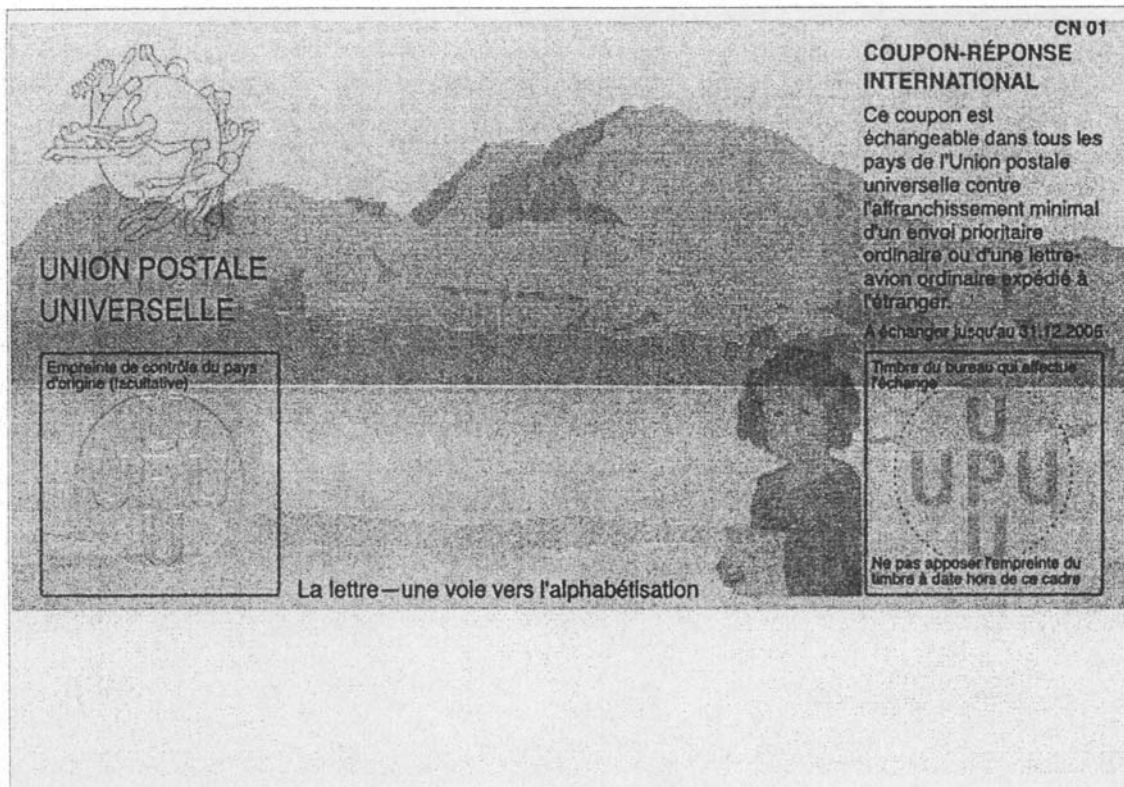 CN 01
COUPON-RÉPONSE
INTERNATIONAL
Ce coupon est
échangeable dans tous les
pays de l'Union postale
universelle contre
l'affranchissement minimal
d'un envoi prioritaire
ordinaire ou d'une lettre-
avion ordinaire expédié à
l'étranger.
A échanger jusqu'au 31.12.2006
UNION POSTALE
UNIVERSELLE
Empreinte de contrôle du pays
d'origine (facultative)
UPU
U
Timbre du bureau qui effectue
l'échange
U
UPU
U
Ne pas apposer l'empreinte du
timbre à date hors de ce cadre
La lettre—une voie vers l'alphabétisation